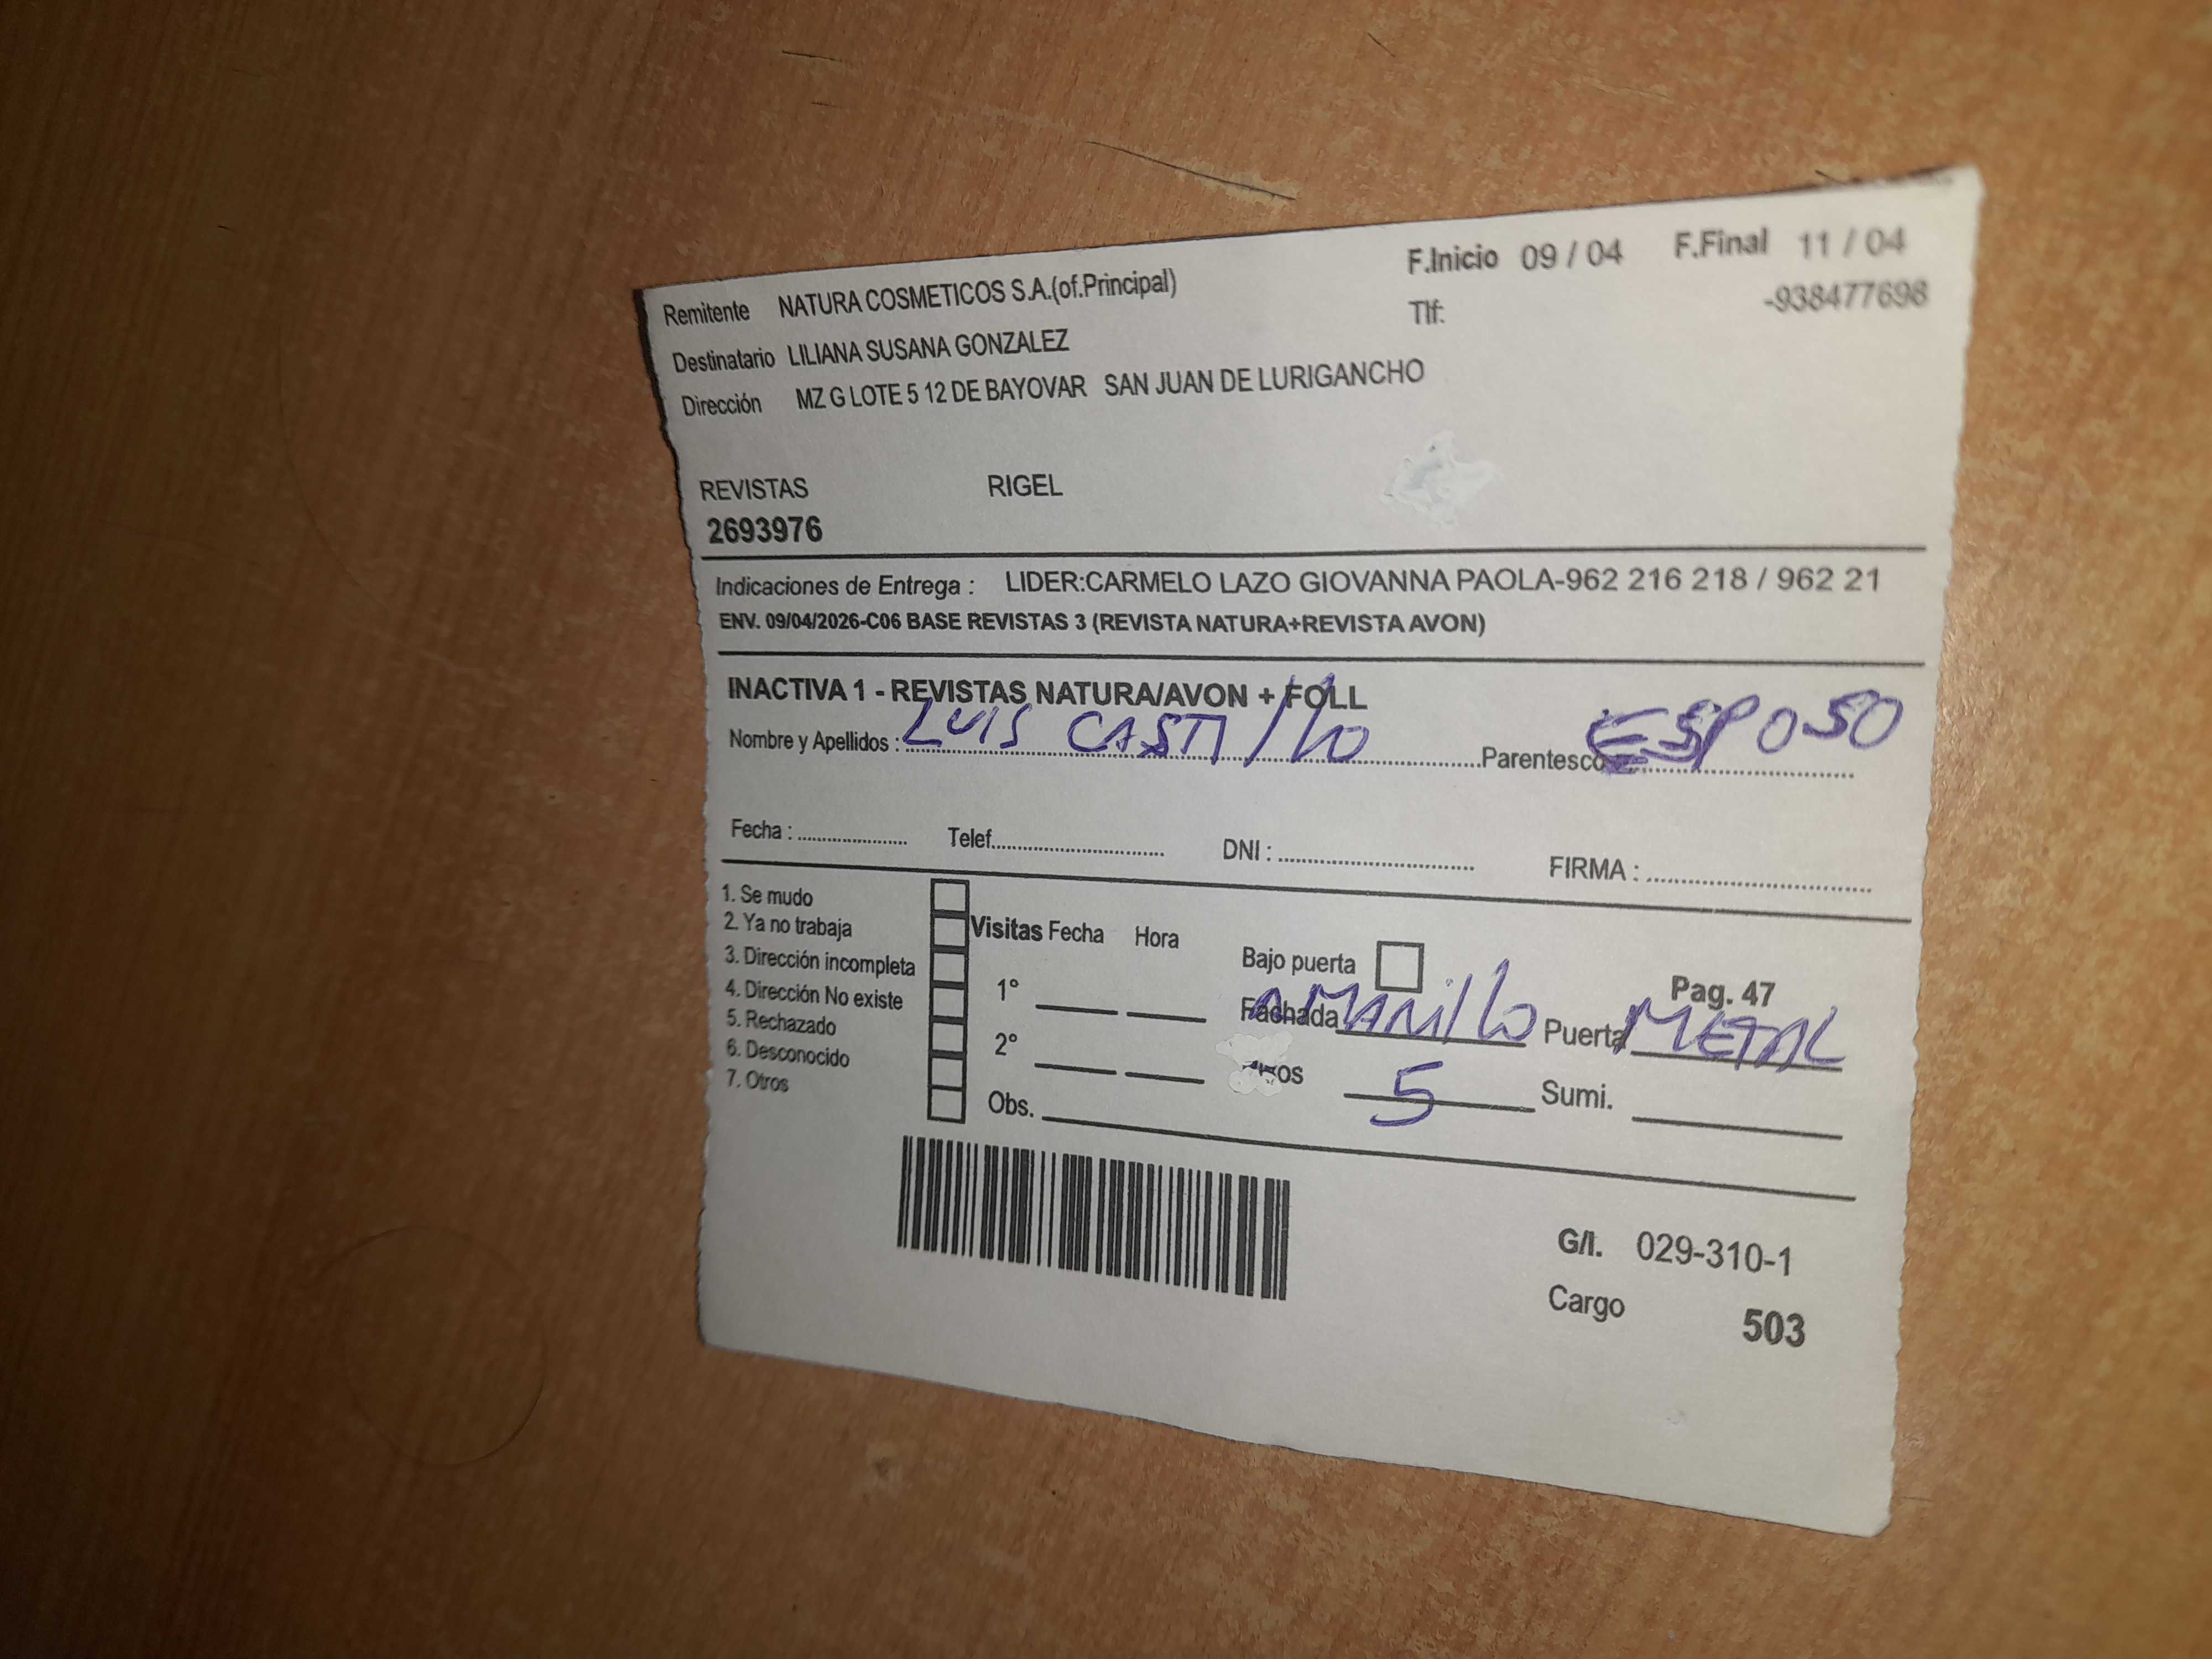 F.Inicio 09 / 04 F.Final 11 / 04
Remitente NATURA COSMETICOS S.A.(of.Principal)
Tlf: -938477698
Destinatario LILIANA SUSANA GONZALEZ
Dirección MZ G LOTE 5 12 DE BAYOVAR SAN JUAN DE LURIGANCHO
REVISTAS RIGEL
2693976
Indicaciones de Entrega : LIDER:CARMELO LAZO GIOVANNA PAOLA-962 216 218 / 962 21
ENV. 09/04/2026-C06 BASE REVISTAS 3 (REVISTA NATURA+REVISTA AVON)
INACTIVA 1 - REVISTAS NATURA/AVON + FOLL
Nombre y Apellidos : LUIS CASTIllO Parentesco ESPOSO
Fecha : Telef. DNI : FIRMA :
1. Se mudo
2. Ya no trabaja
3. Dirección incompleta
4. Dirección No existe
5. Rechazado
6. Desconocido
7. Otros
Visitas Fecha Hora
1°
2°
Obs.
Bajo puerta
Pag. 47
Fachada AMARillO Puerta METAL
5 Sumi.
G/I. 029-310-1
Cargo 503